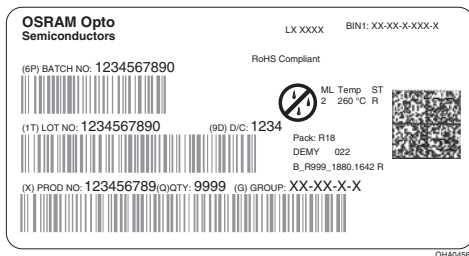 OSRAM Opto
Semiconductors
LX XXXX
BIN1: XX-XX-X-XXX-X
RoHS Compliant
(6P) BATCH NO: 1234567890
ML Temp ST
2 260 °C R
(1T) LOT NO: 1234567890 (9D) D/C: 1234
Pack: R18
DEMY 022
B_R999_1880.1642 R
(X) PROD NO: 123456789(Q)QTY: 9999 (G) GROUP: XX-XX-X-X